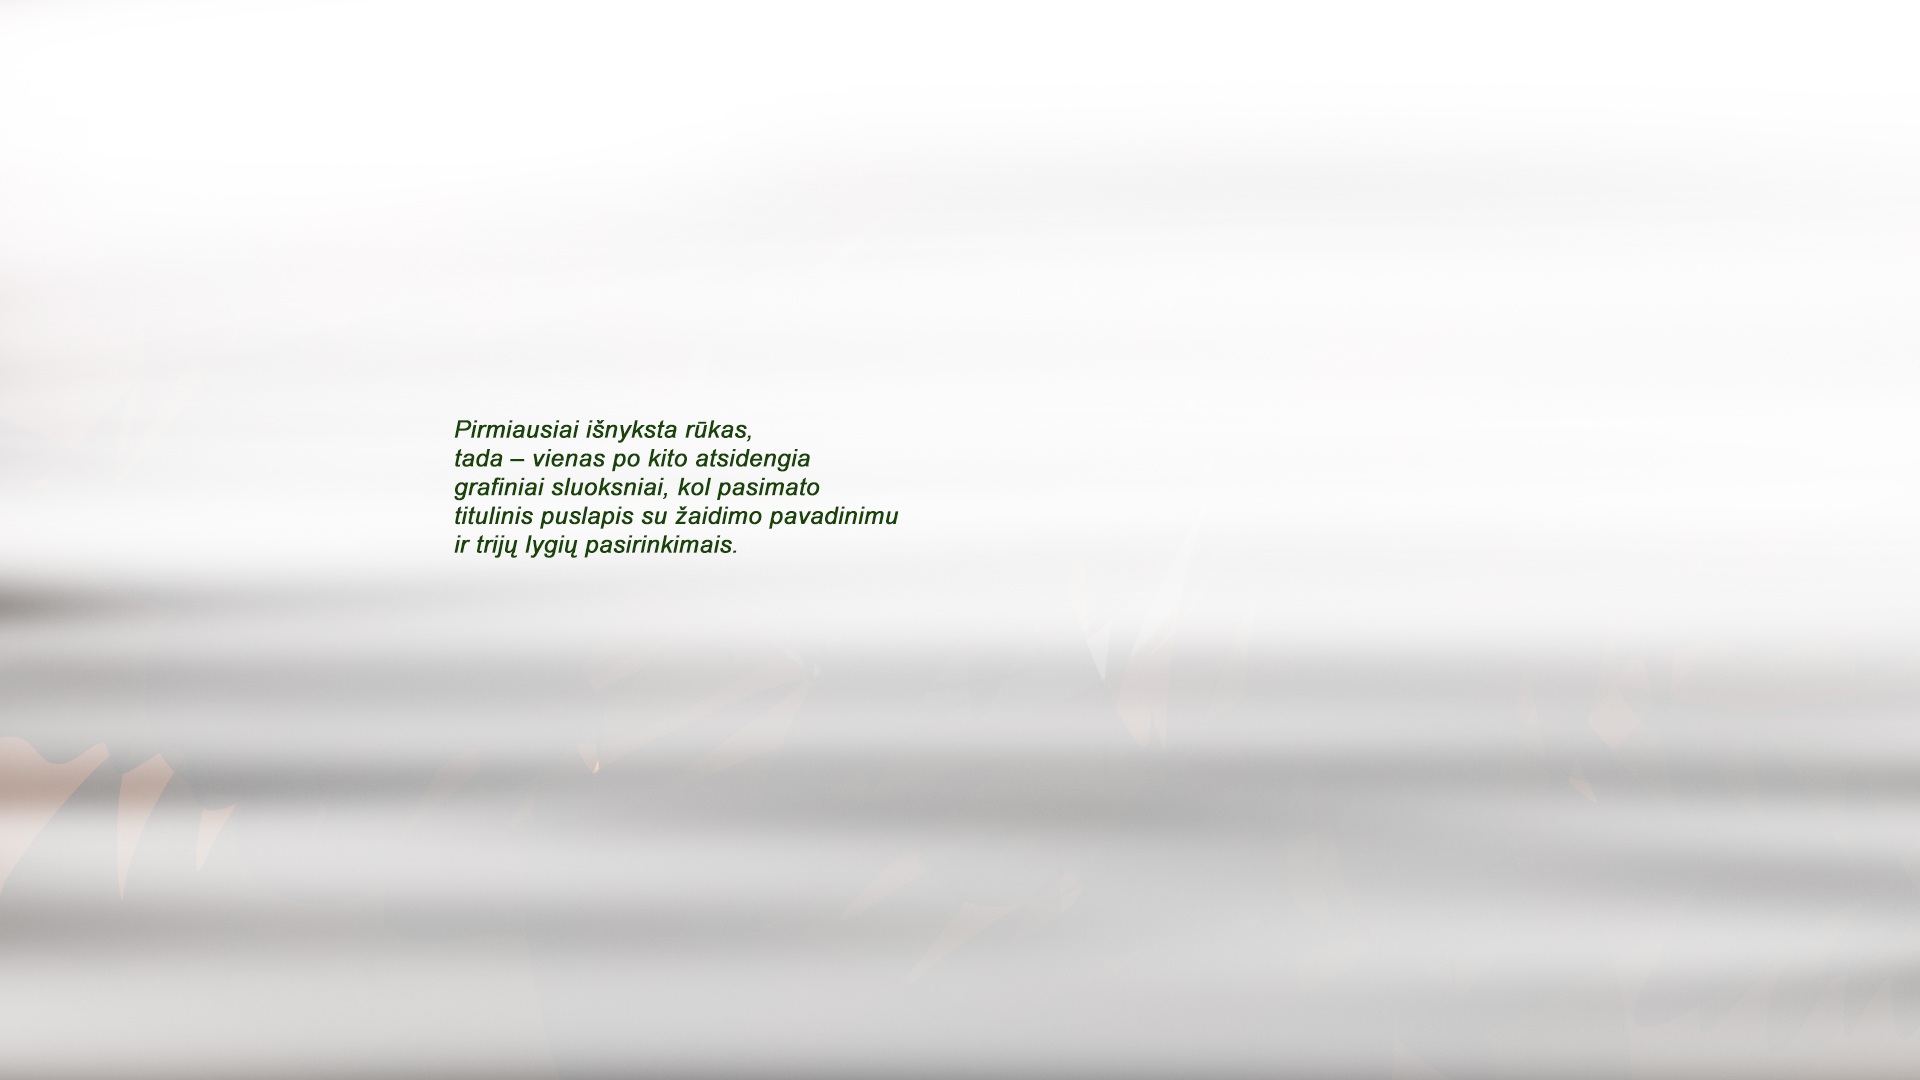 Pirmiausiai išnyksta rūkas,
tada – vienas po kito atsidengia
grafiniai sluoksniai, kol pasimato
titulinis puslapis su žaidimo pavadinimu
ir trijų lygių pasirinkimais.